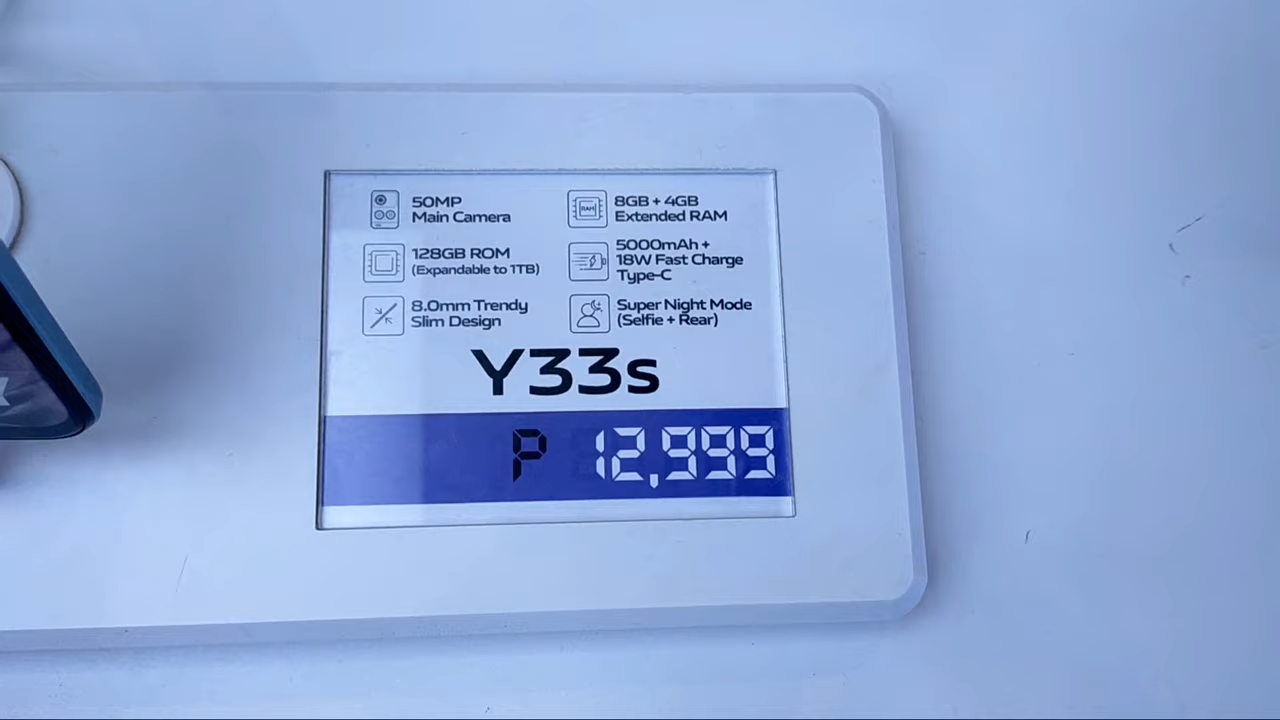 50MP
Main Camera
8GB + 4GB
Extended RAM
128GB ROM
(Expandable to 1TB)
5000mAh +
18W Fast Charge
Type-C
8.0mm Trendy
Slim Design
Super Night Mode
(Selfie + Rear)
Y33s
P 12,999